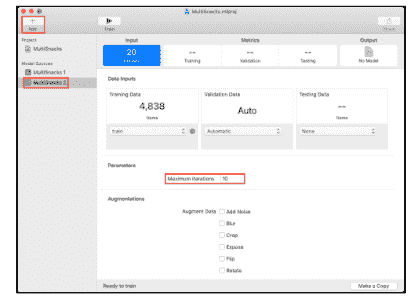 MultiSnacks.mlproj
Add
Train
Project
MultiSnacks
Model Sources
MultiSnacks 1
MultiSnacks 2
Input
Metrics
Output
20
--
Training
--
Validation
--
Testing
No Model
Data Inputs
Training Data
4,838
Items
train
Validation Data
Auto
Automatic
Testing Data
--
Items
None
Parameters
Maximum Iterations 10
Augmentations
Augment Data Add Noise
Blur
Crop
Expose
Flip
Rotate
Ready to train
Make a Copy